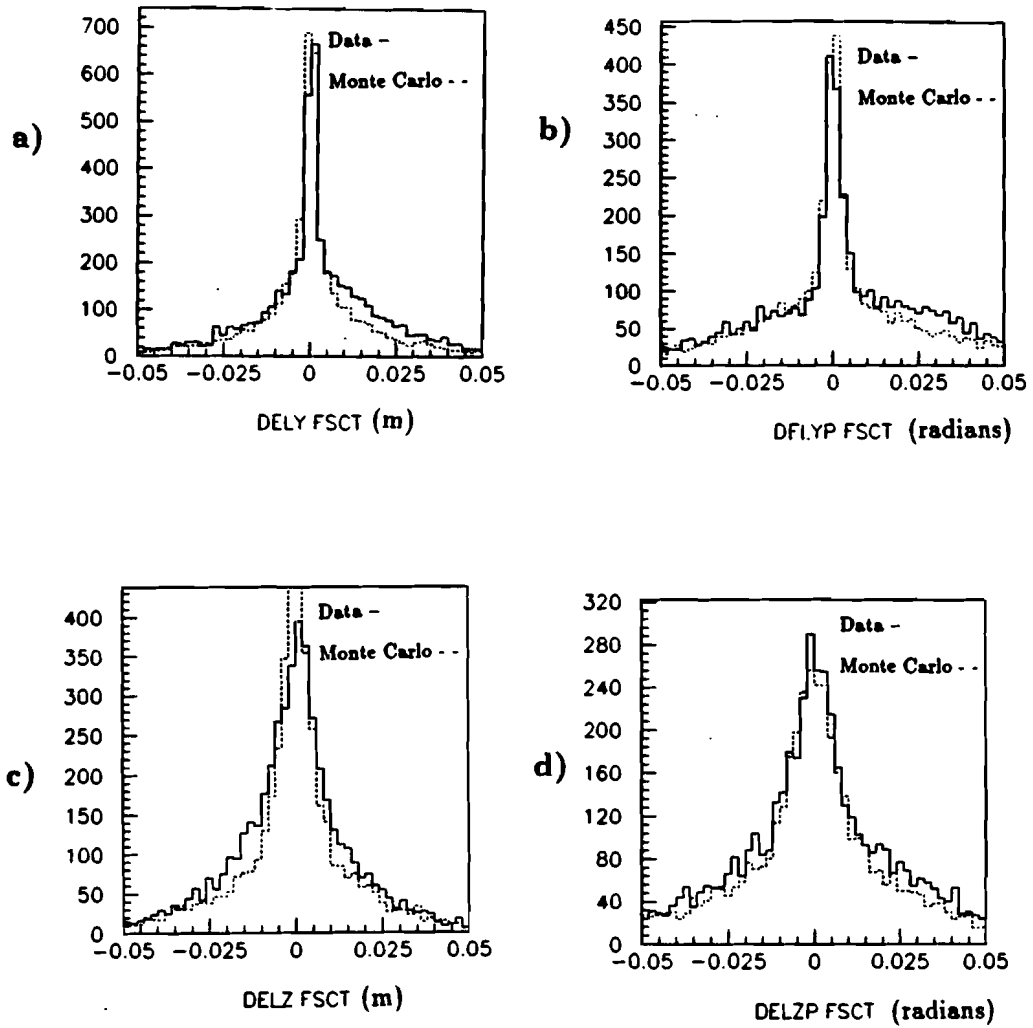 a)
700
600
500
400
300
200
100
0
Data –
Monte Carlo - -
-0.05 -0.025 0 0.025 0.05
DELY FSCT (m)
b)
450
400
350
300
250
200
150
100
50
0
Data –
Monte Carlo - -
-0.05 -0.025 0 0.025 0.05
DFI.YP FSCT (radians)
c)
400
350
300
250
200
150
100
50
0
Data –
Monte Carlo - -
-0.05 -0.025 0 0.025 0.05
DELZ FSCT (m)
d)
320
280
240
200
160
120
80
40
0
Data –
Monte Carlo - -
-0.05 -0.025 0 0.025 0.05
DELZP FSCT (radians)